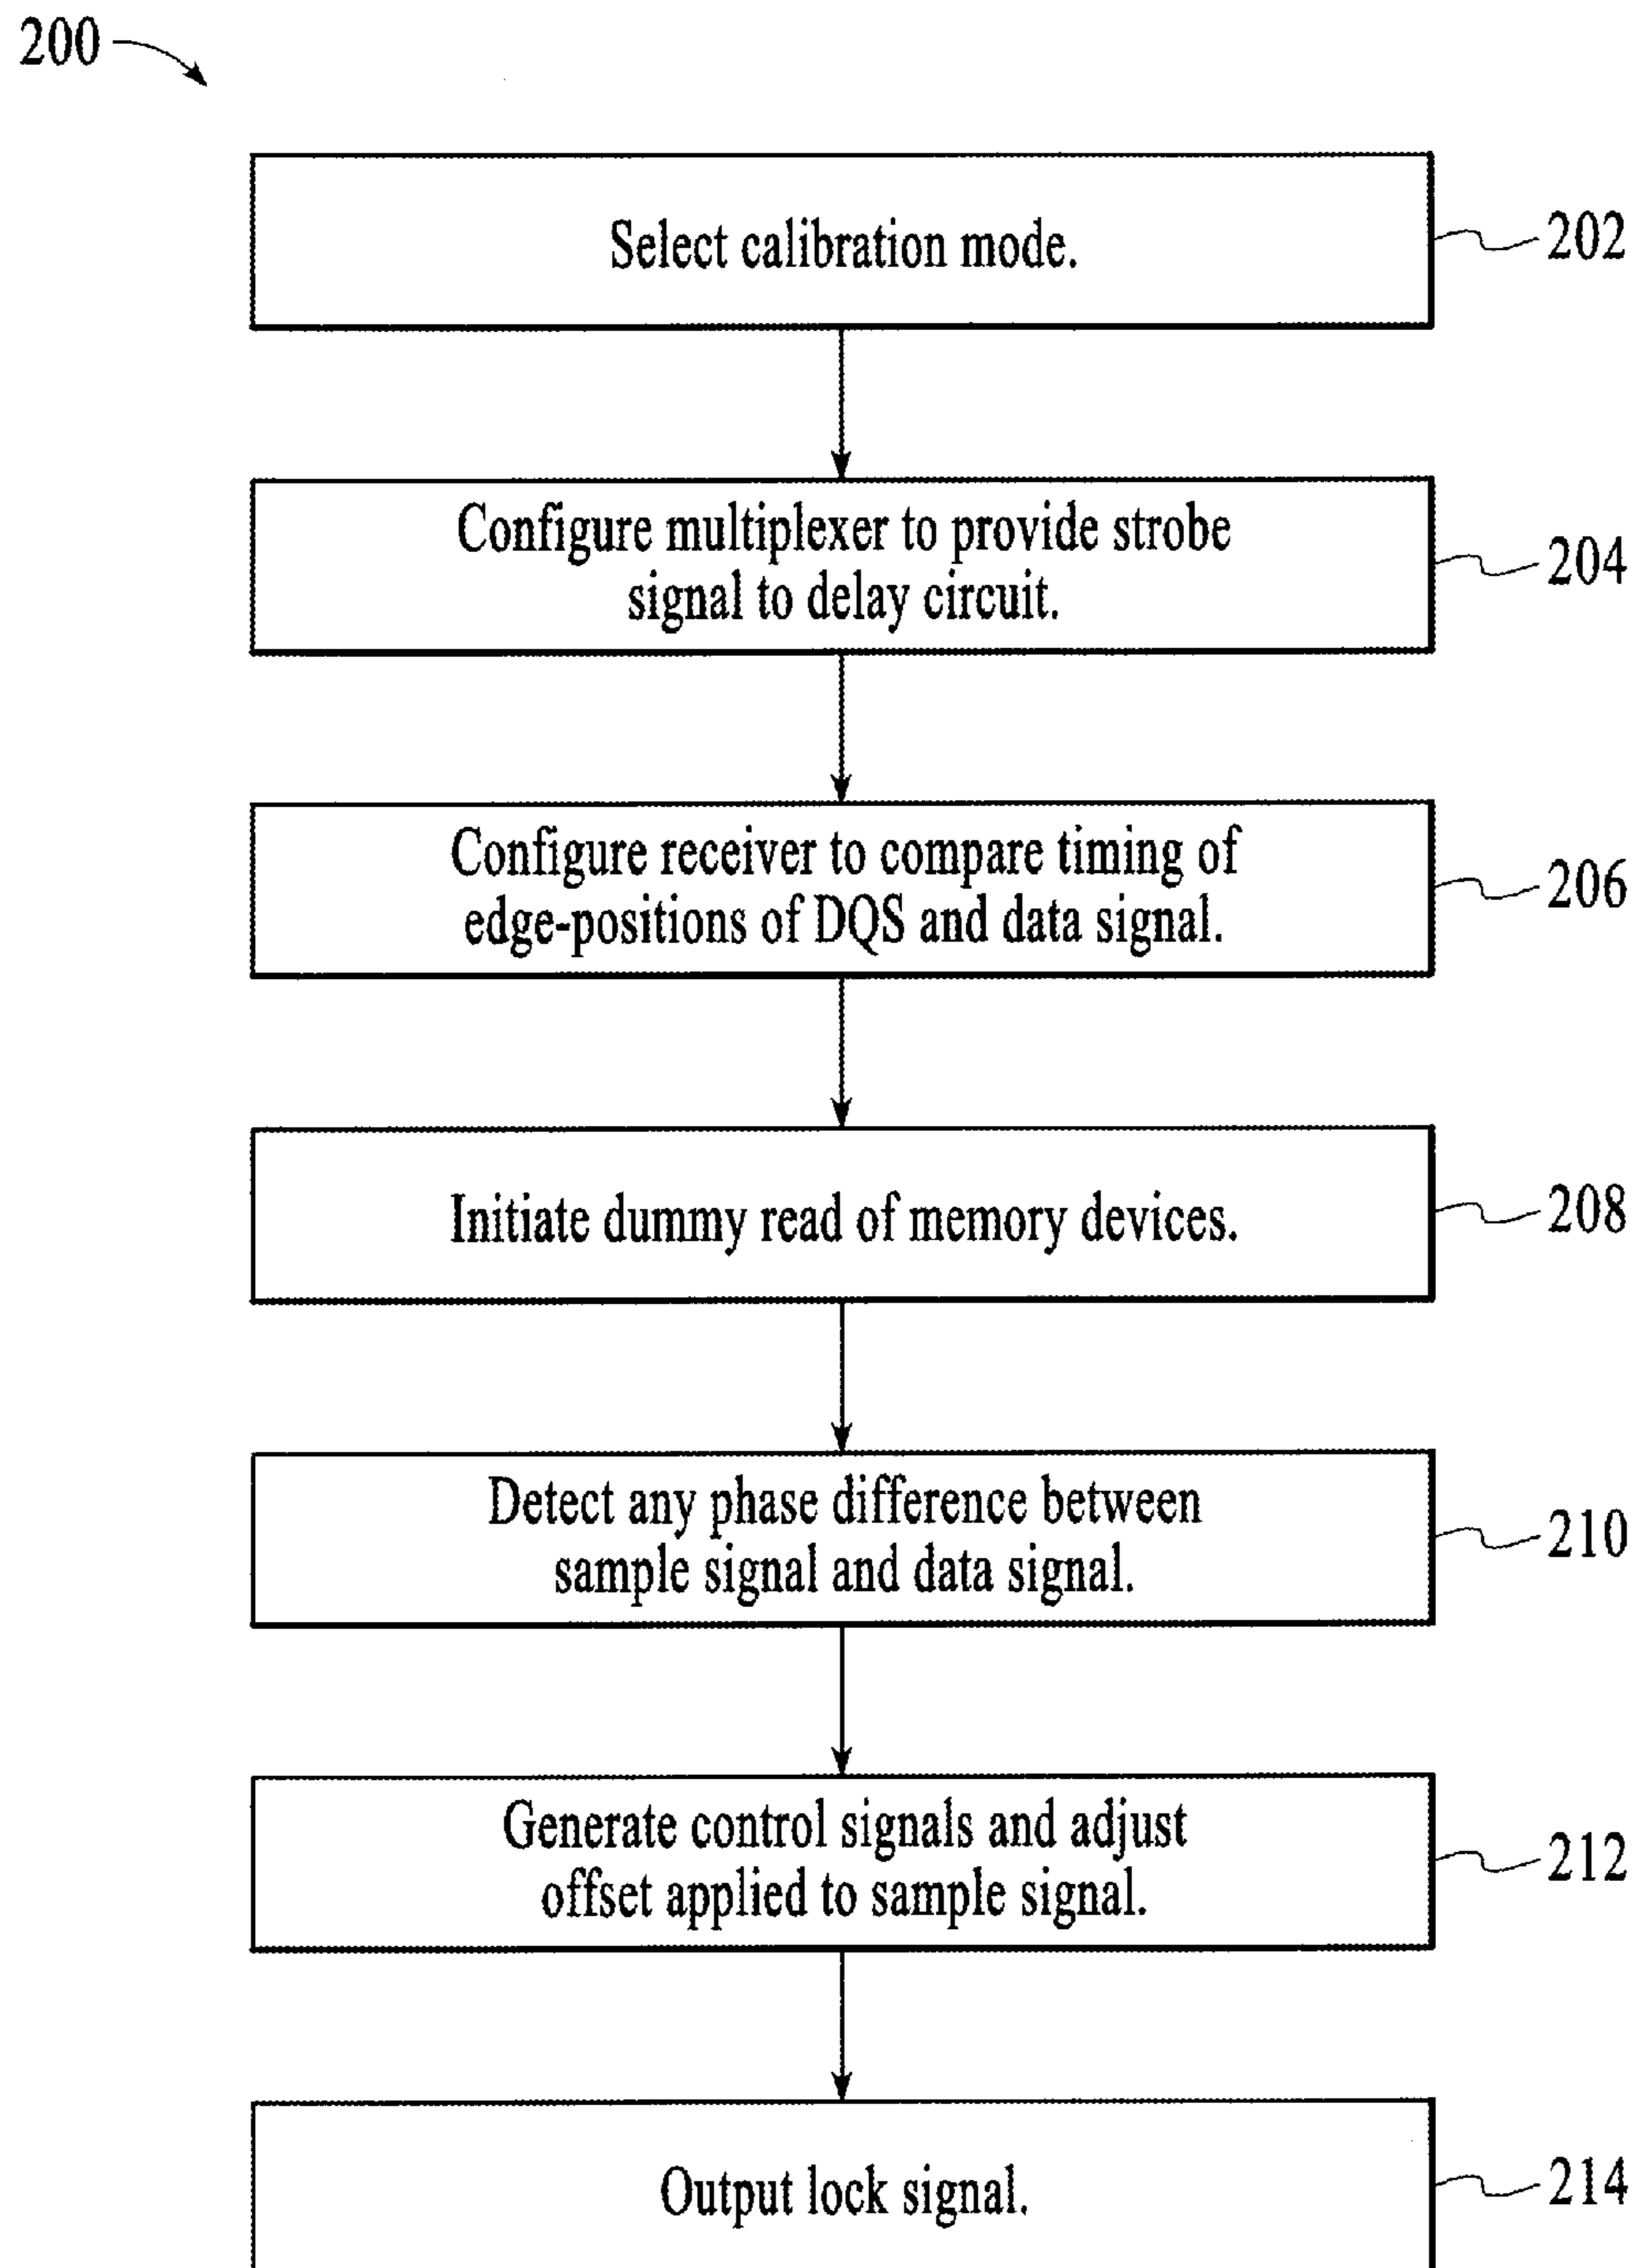 200
Select calibration mode.
202
Configure multiplexer to provide strobe
signal to delay circuit.
204
Configure receiver to compare timing of
edge-positions of DQS and data signal.
206
Initiate dummy read of memory devices.
208
Detect any phase difference between
sample signal and data signal.
210
Generate control signals and adjust
offset applied to sample signal.
212
Output lock signal.
214